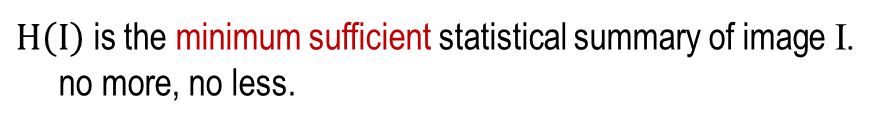 H(I) is the minimum sufficient statistical summary of image I.
no more, no less.